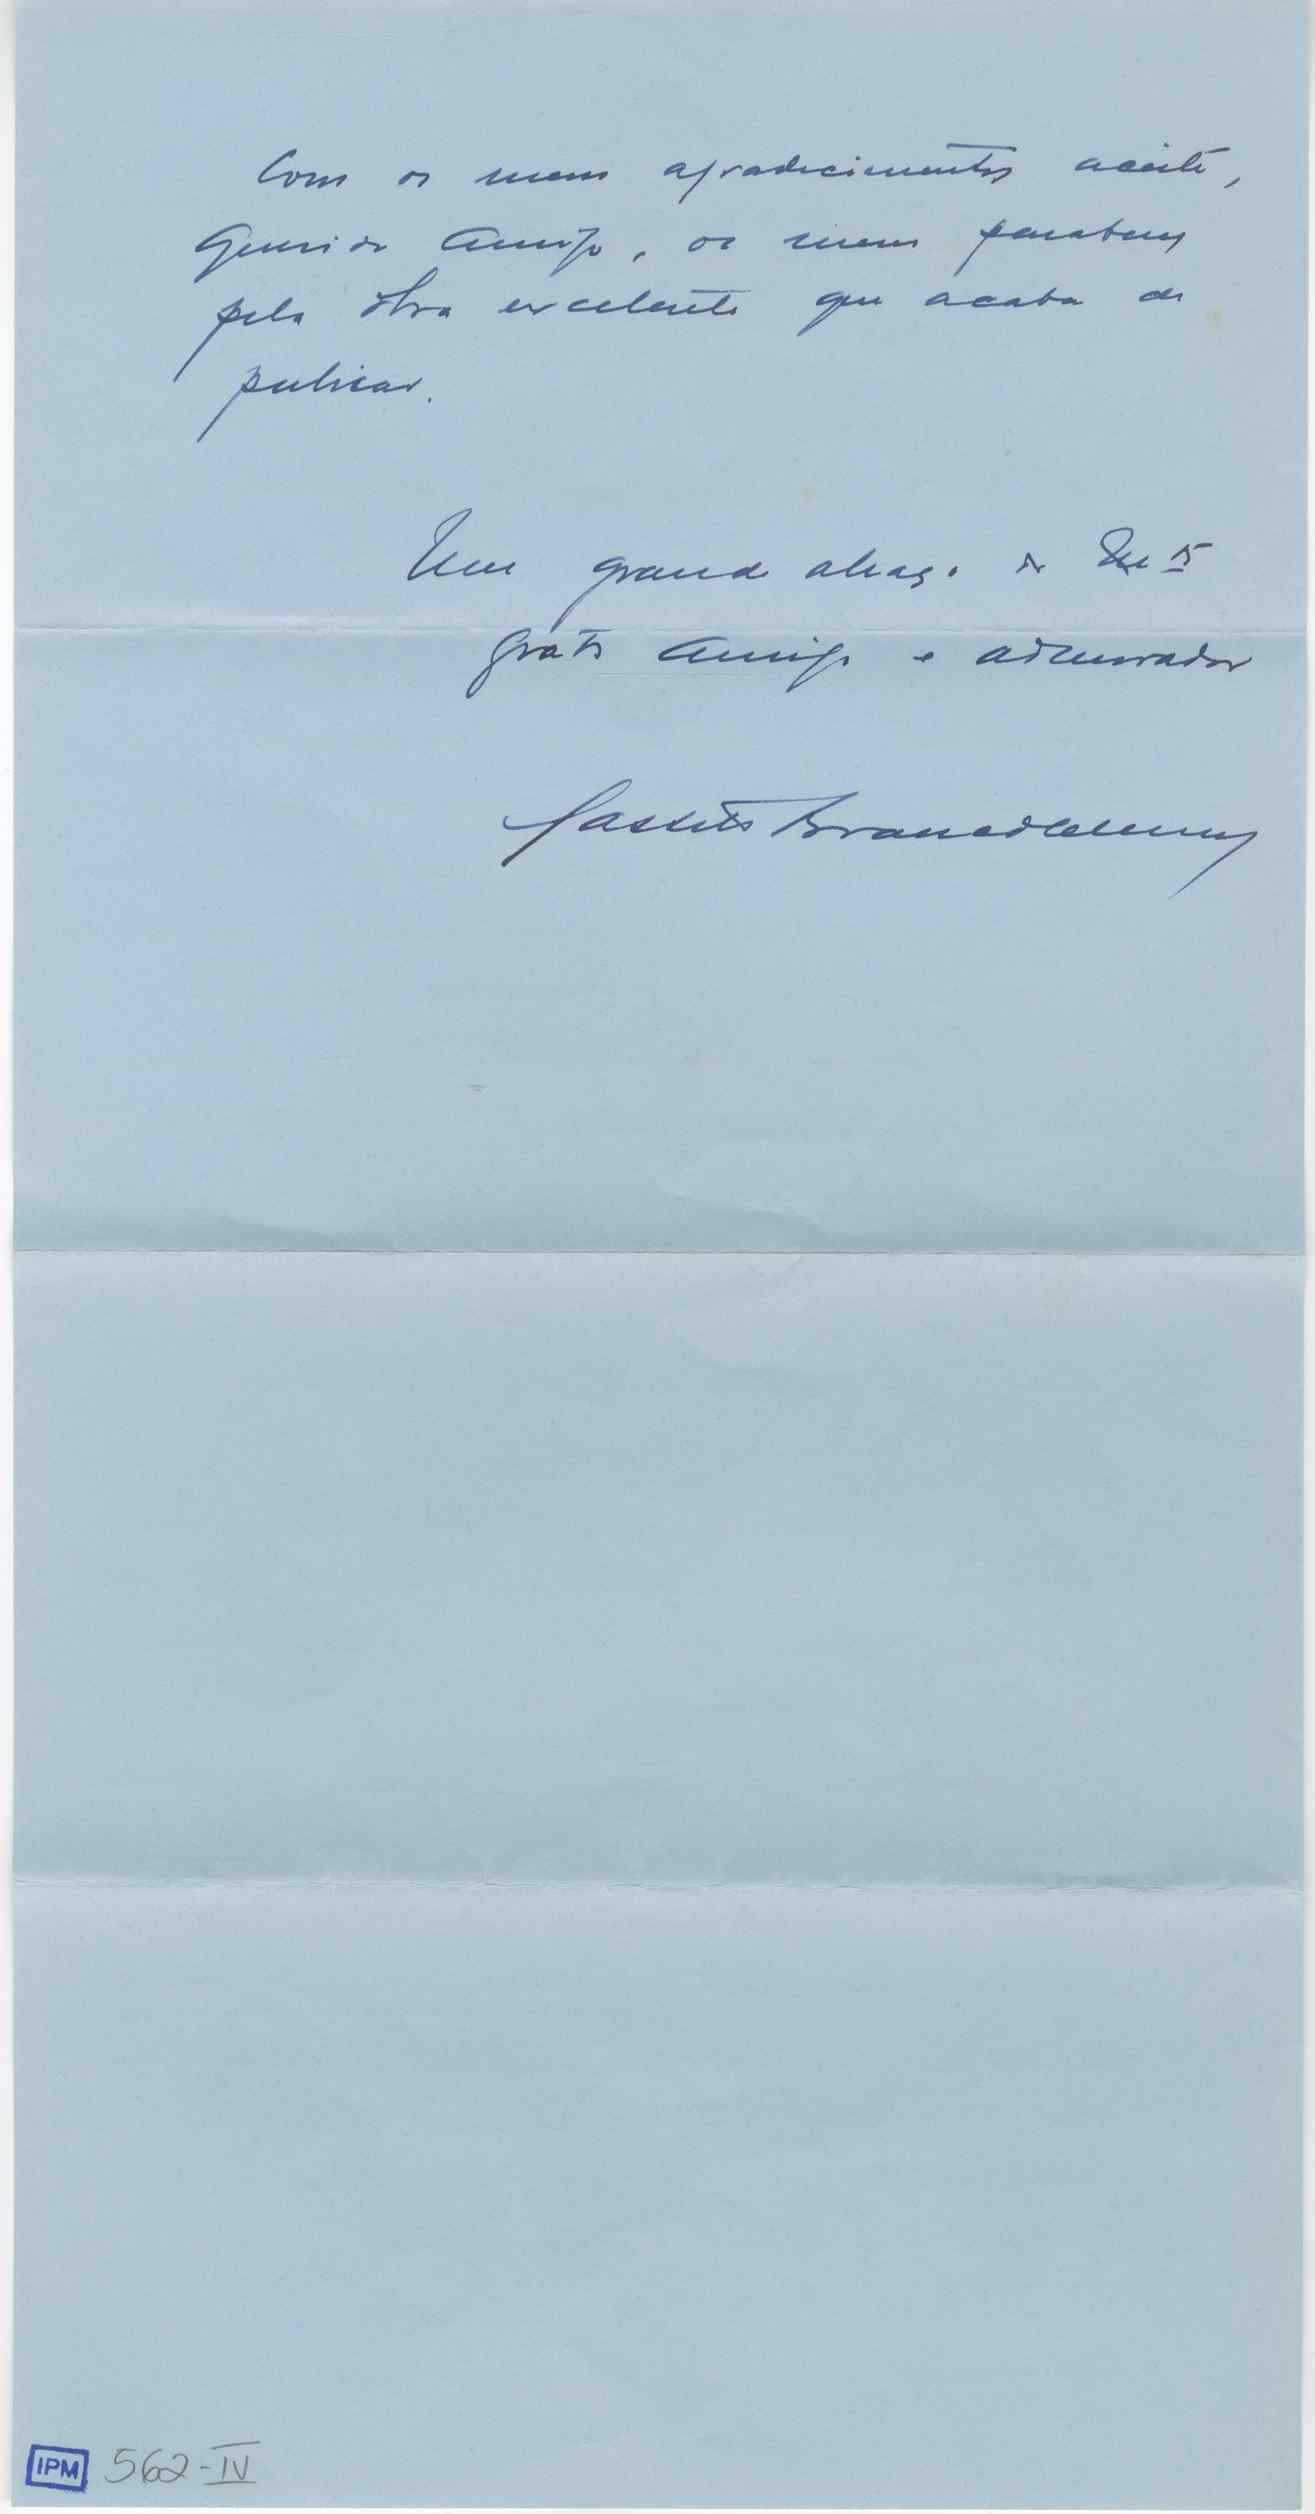 Com os meus agradecimentos aceite,
Querido Amigo, os meus parabens
pela obra excelente que acaba de
publicar.
Um grande abraço do
grato amigo e admirador
IPM 562-IV